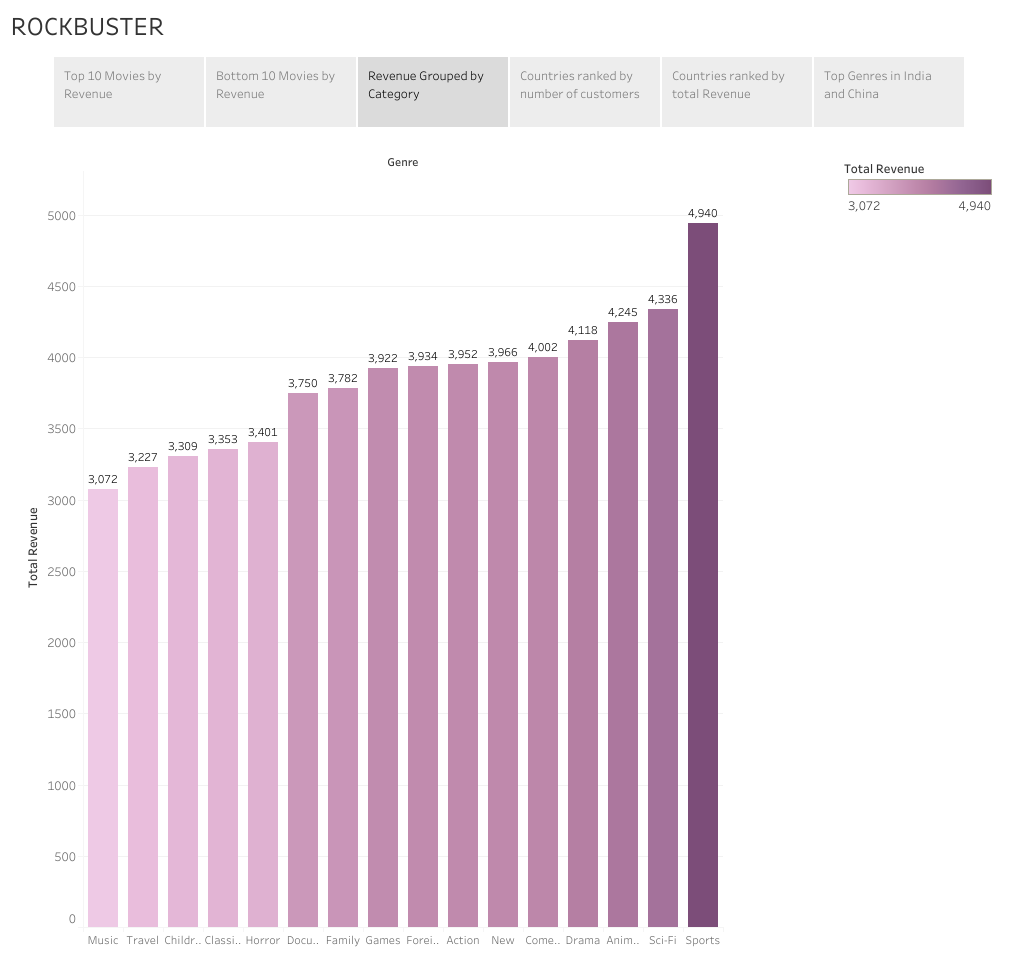 ROCKBUSTER
Top 10 Movies by
Revenue
Bottom 10 Movies by
Revenue
Revenue Grouped by
Category
Countries ranked by
number of customers
Countries ranked by
total Revenue
Top Genres in India
and China
Genre
Total Revenue
3,072 4,940
5000
4500
4000
3500
3000
2500
2000
1500
1000
500
0
Total Revenue
3,072
3,227
3,309
3,353
3,401
3,750
3,782
3,922
3,934
3,952
3,966
4,002
4,118
4,245
4,336
4,940
Music Travel Childr.. Classi.. Horror Docu.. Family Games Forei.. Action New Come.. Drama Anim.. Sci-Fi Sports